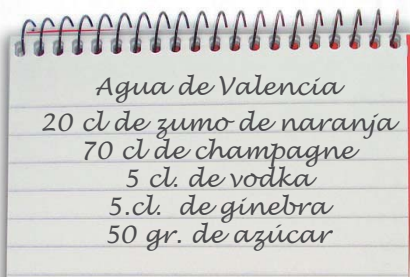 Agua de Valencia
20 cl de zumo de naranja
70 cl de champagne
5 cl. de vodka
5.cl. de ginebra
50 gr. de azúcar